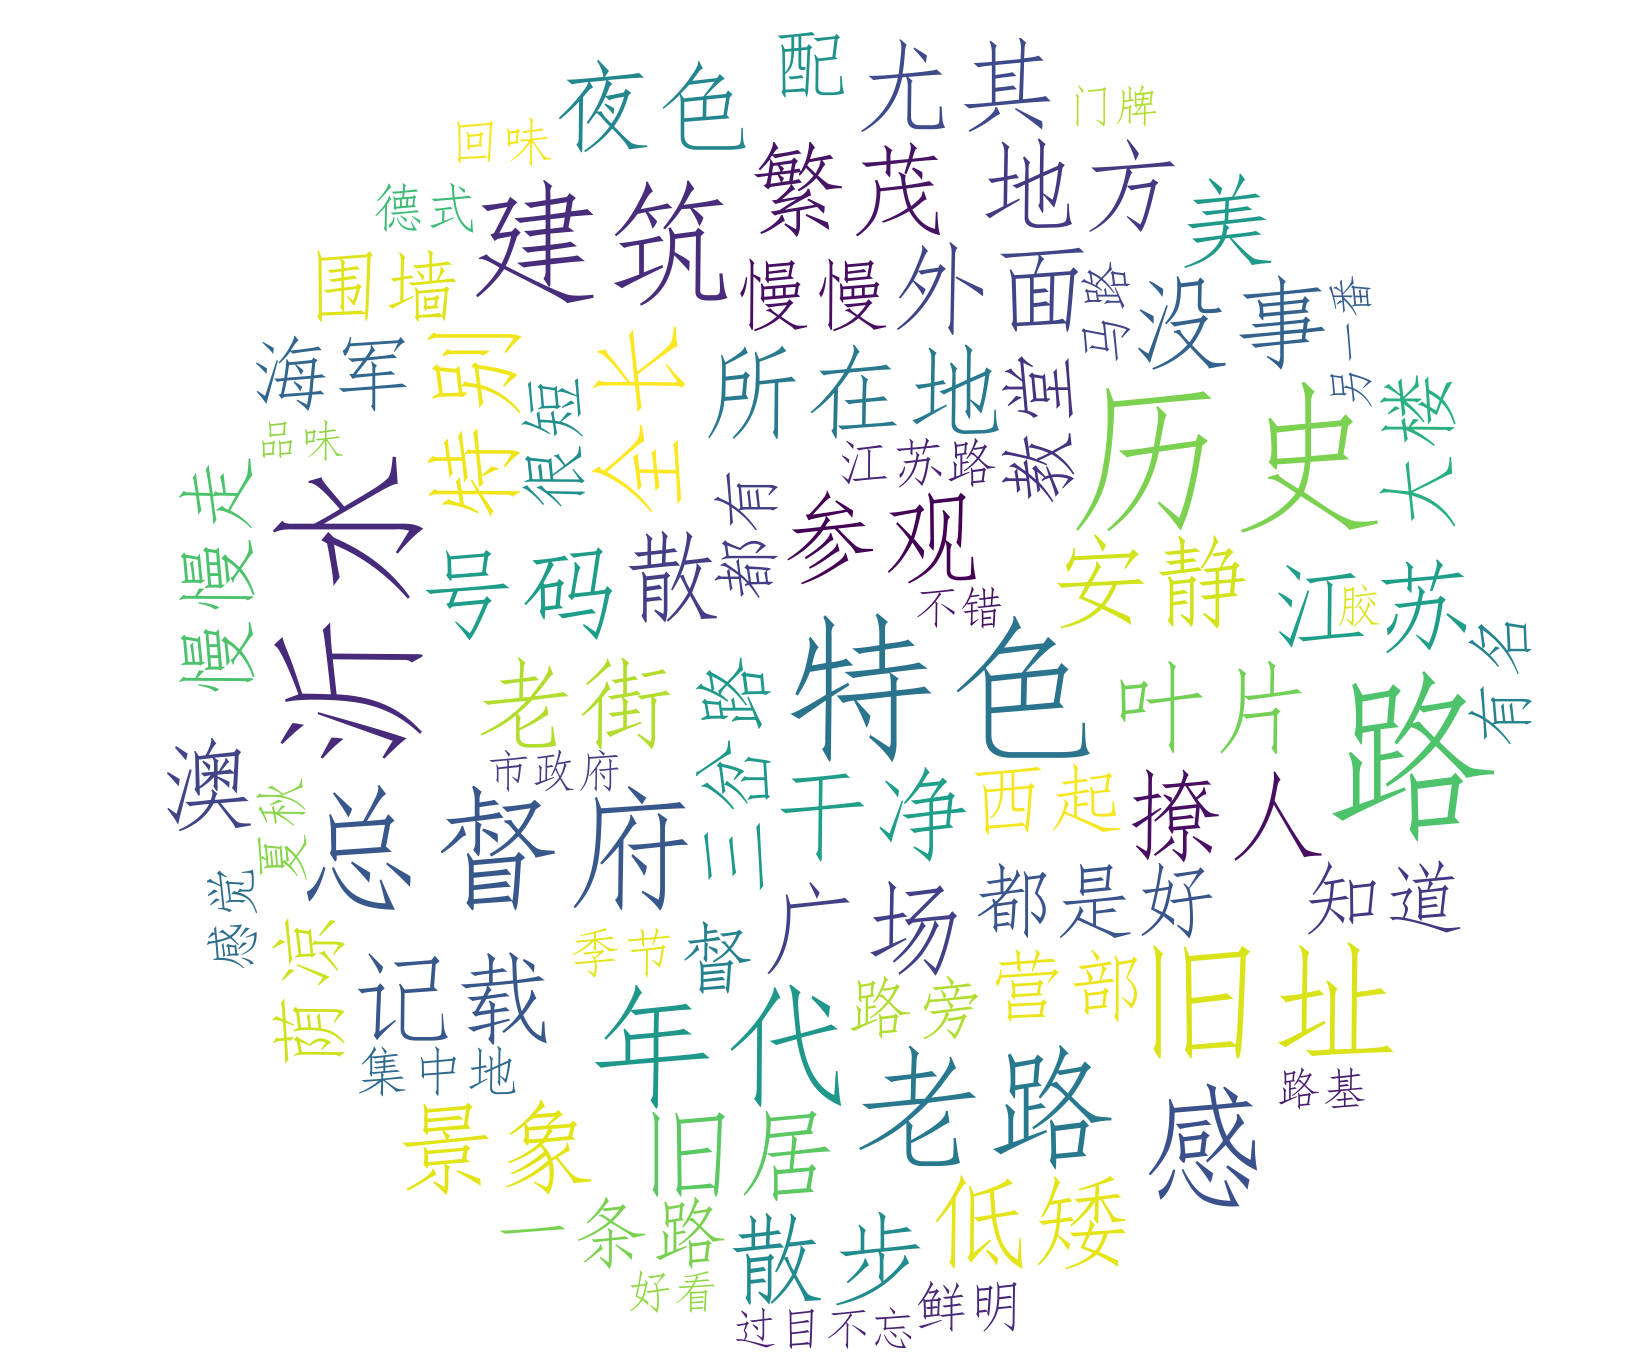 配
尤其
夜色
门牌
回味
繁茂
地方
德式
建筑
美
围墙
慢慢
外面
马路
没事
另一番
海军
特别
很短
全长
所在地
教堂
历史
大楼
品味
江苏路
慢慢走
沂水
号码
散
都有
参观
不错
安静
江苏
胶
有名
老街
三岔路
特色
叶片
路
澳
市政府
夏秋
总督府
干净
西起
撩人
感觉
广场
都是好
知道
荫凉
记载
季节
督
路旁
营部
旧址
集中地
年代
老路
路基
景象
旧居
感
一条路
散步
低矮
好看
过目不忘
鲜明